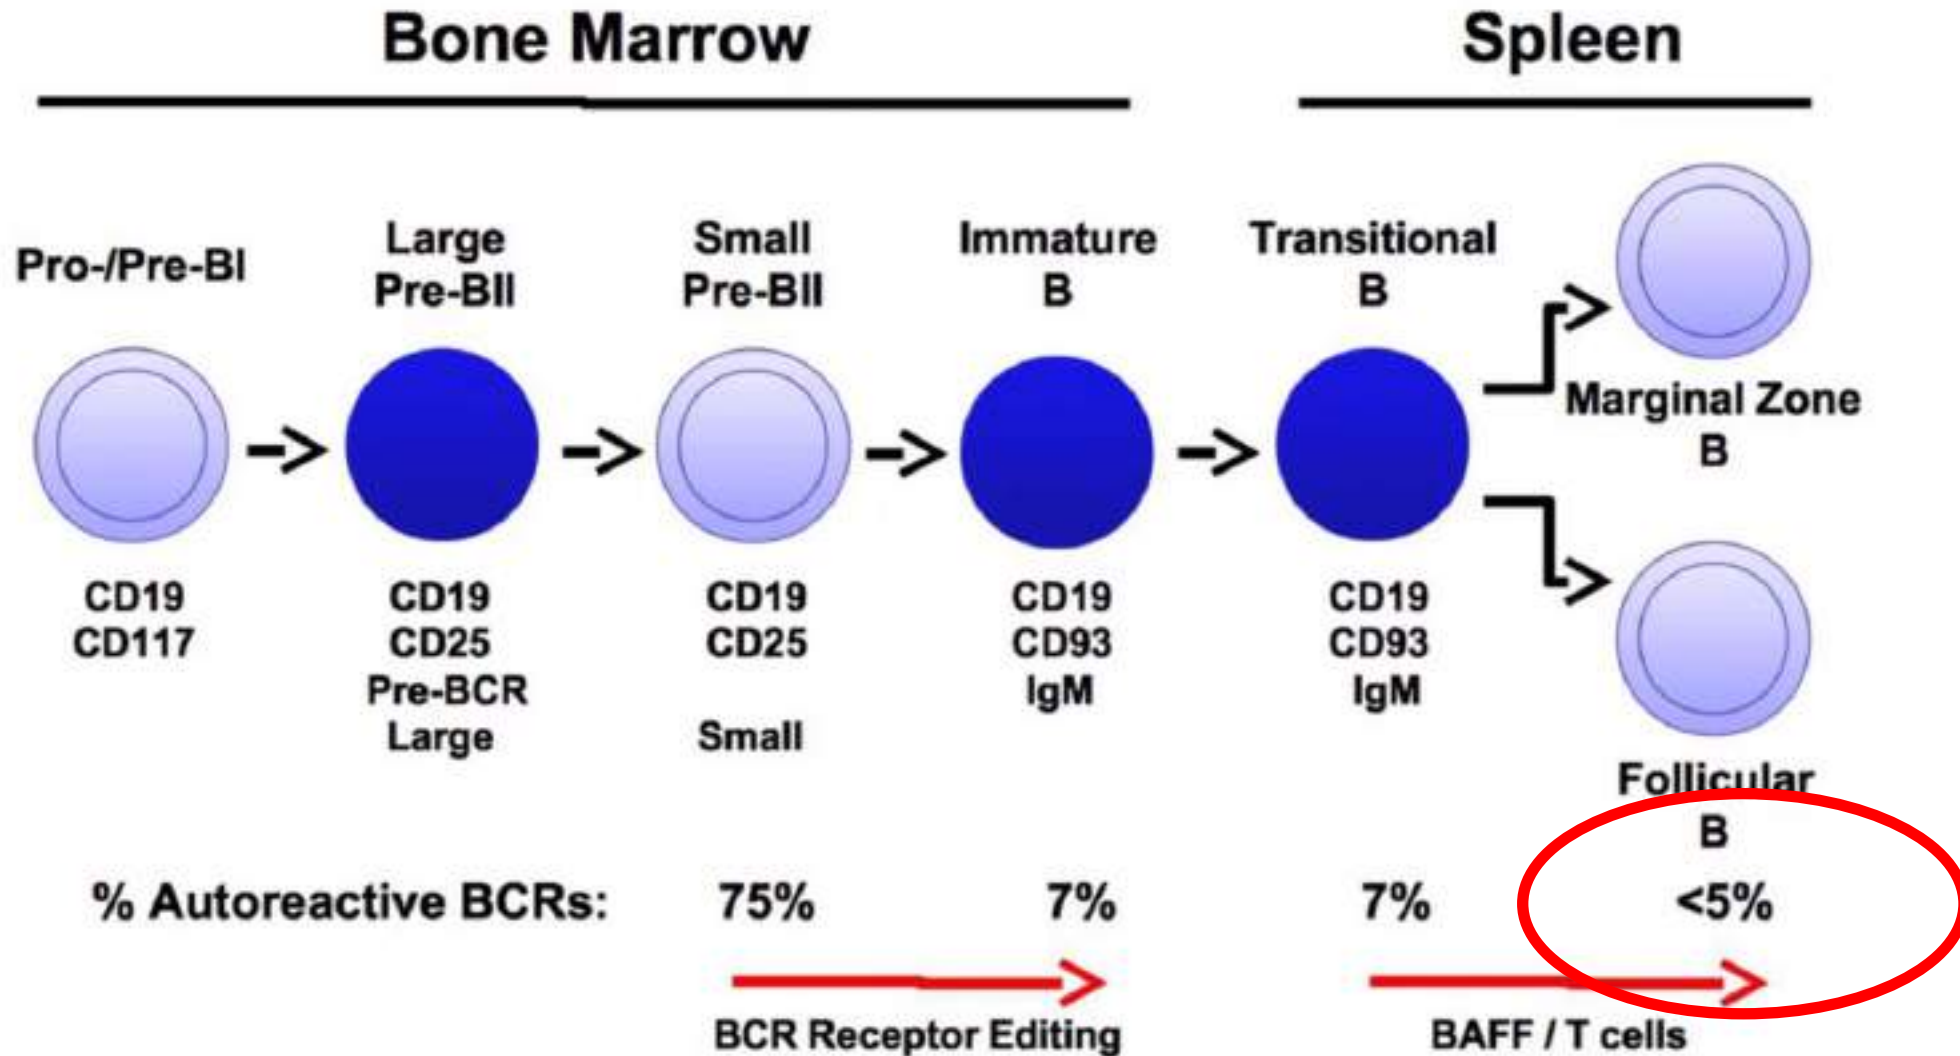 Bone Marrow
Spleen
Pro-/Pre-BI
Large
Pre-BII
Small
Pre-BII
Immature
B
Transitional
B
Marginal Zone
B
CD19
CD117
CD19
CD25
Pre-BCR
Large
CD19
CD25
Small
CD19
CD93
IgM
CD19
CD93
IgM
Follicular
B
% Autoreactive BCRs: 75% 7% 7% <5%
BCR Receptor Editing
BAFF / T cells